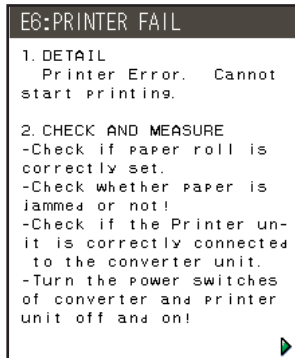 E6:PRINTER FAIL
1. DETAIL
Printer Error. Cannot
start printing.
2. CHECK AND MEASURE
-Check if paper roll is
correctly set.
-Check whether paper is
jammed or not!
-Check if the Printer un-
it is correctly connected
to the converter unit.
-Turn the power switches
of converter and printer
unit off and on!